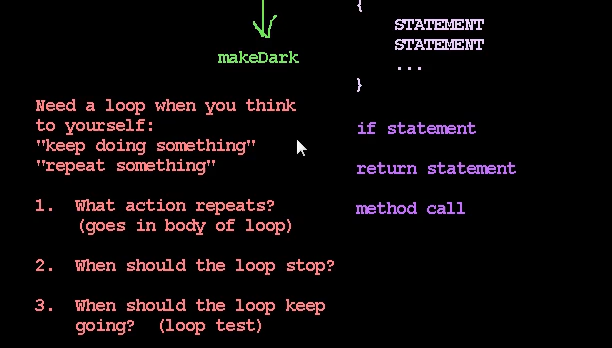 makeDark
Need a loop when you think
to yourself:
"keep doing something"
"repeat something"
1. What action repeats?
(goes in body of loop)
2. When should the loop stop?
3. When should the loop keep
going? (loop test)
{
STATEMENT
STATEMENT
...
}
if statement
return statement
method call